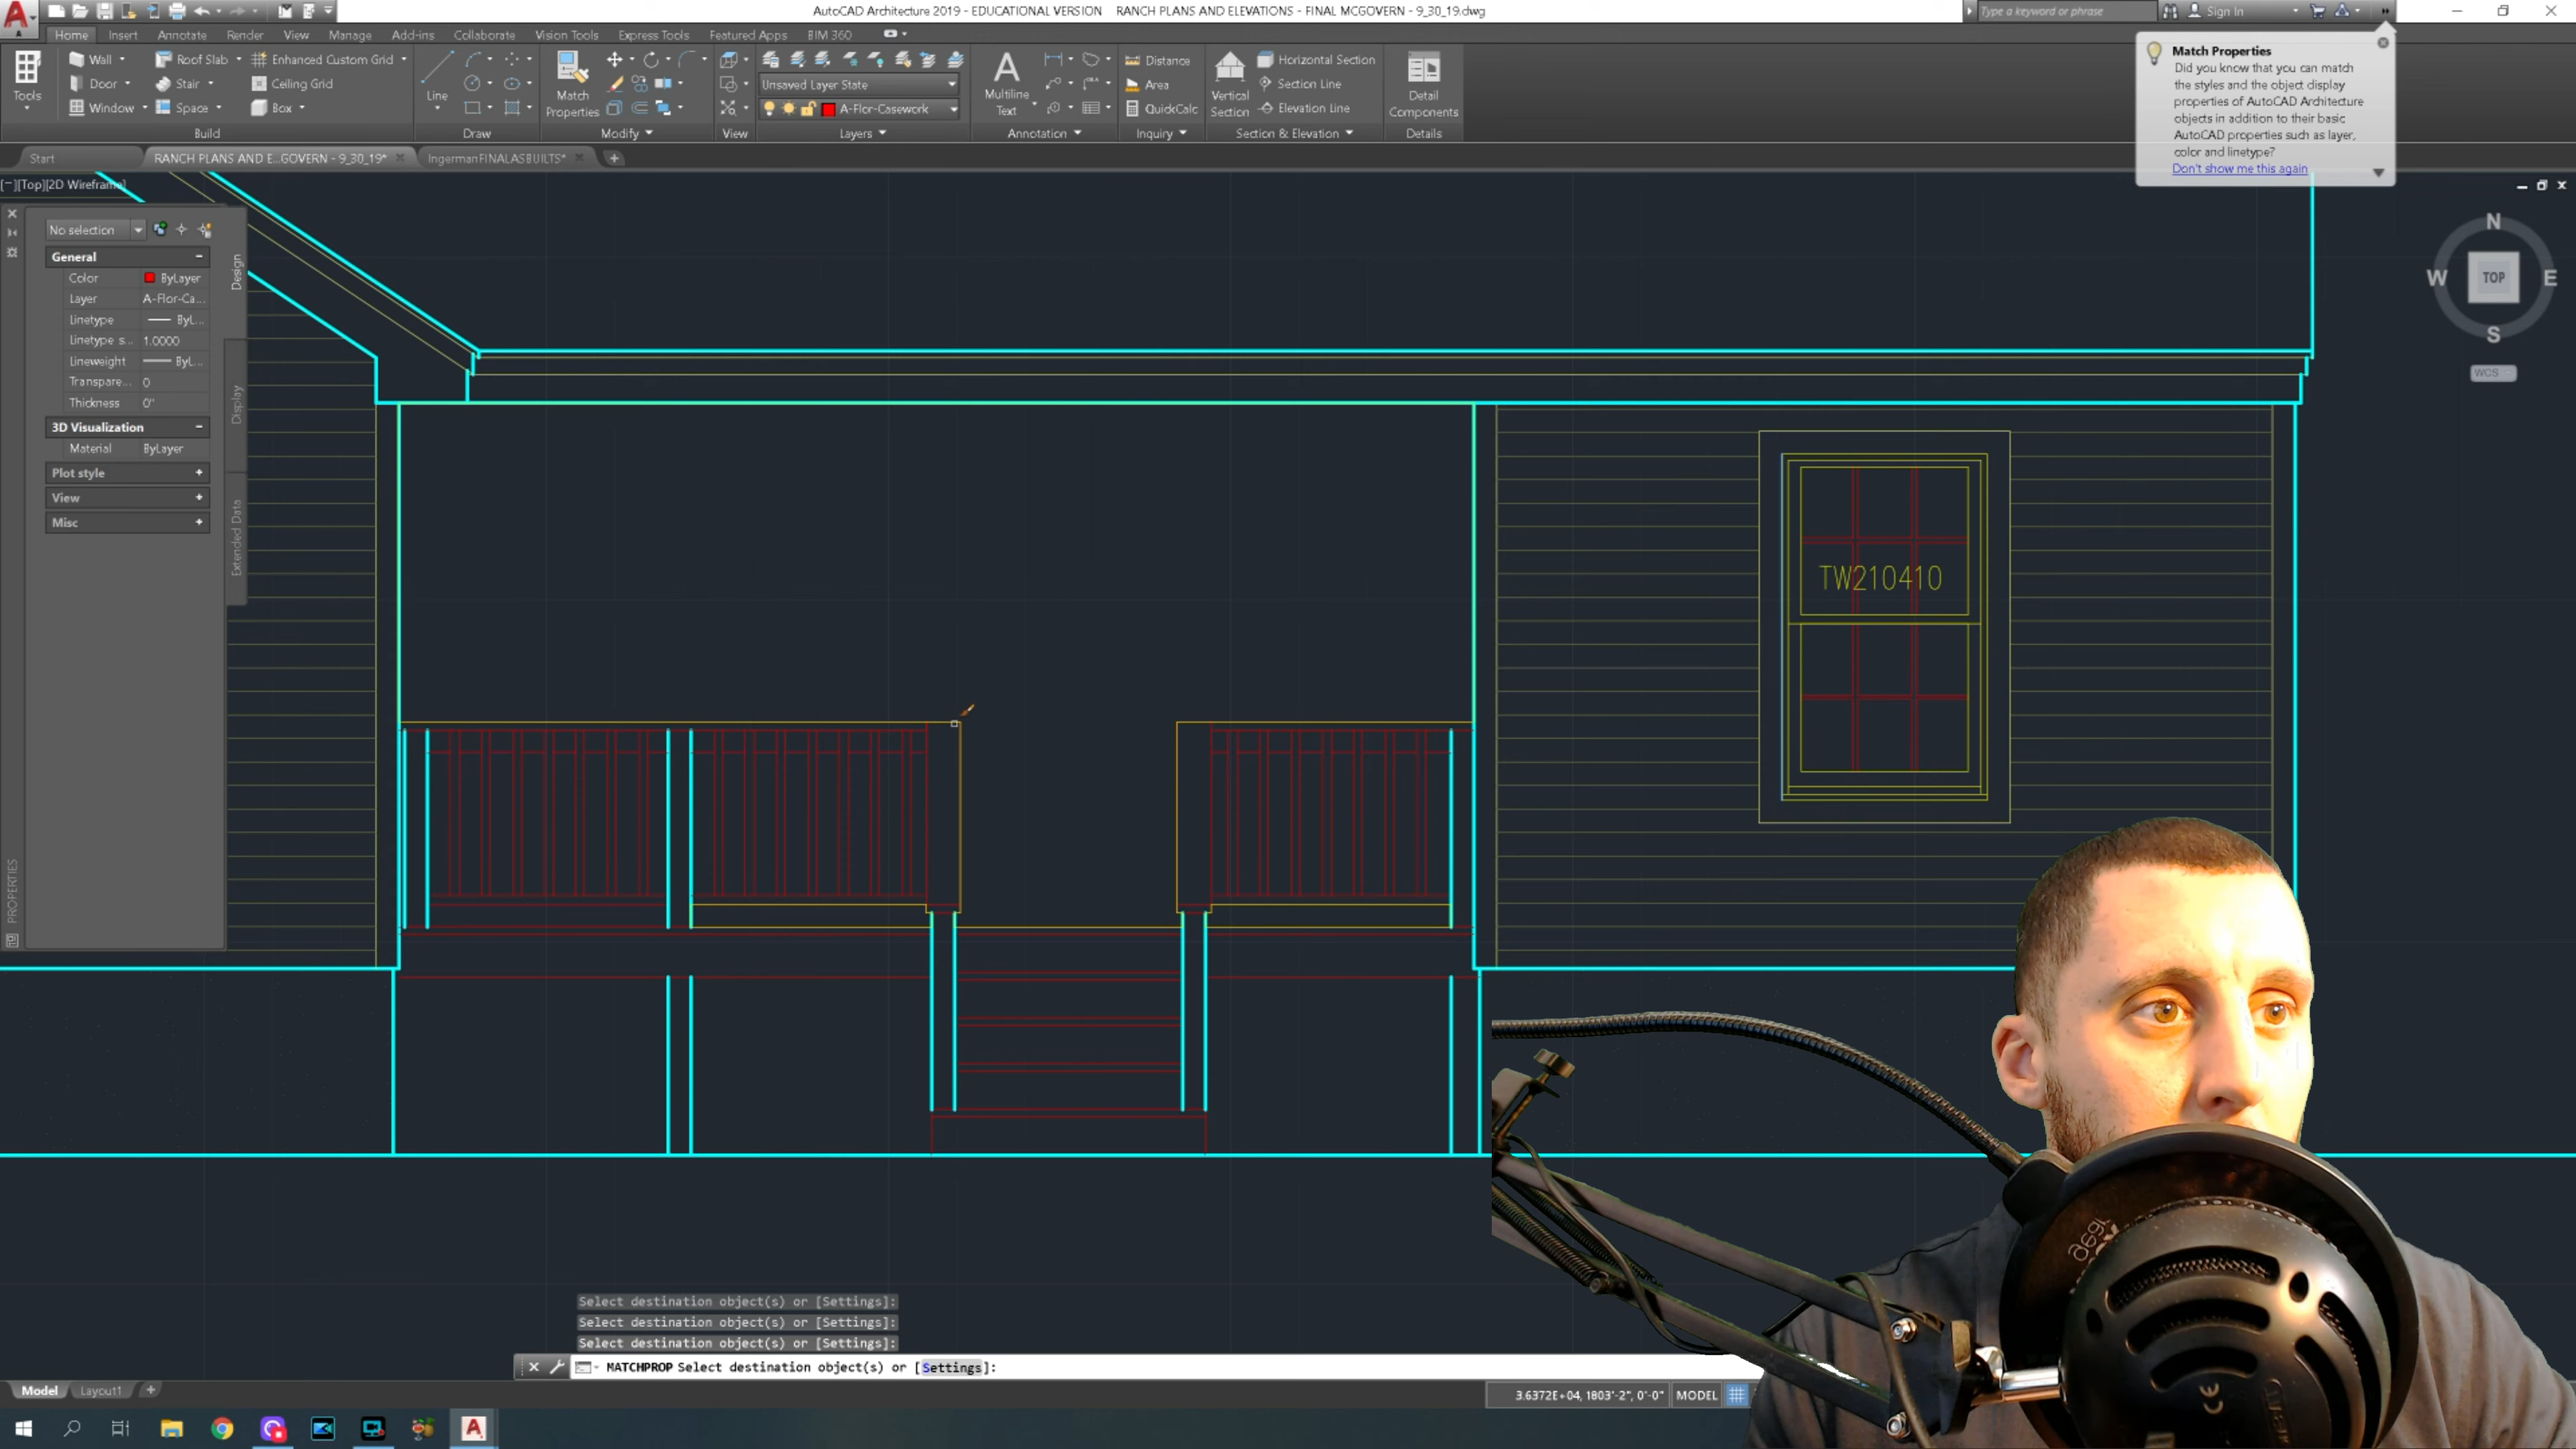 AutoCAD Architecture 2019 - EDUCATIONAL VERSION RANCH PLANS AND ELEVATIONS - FINAL MCGOVERN - 9_30_19.dwg
Type a keyword or phrase
Sign In
Home Insert Annotate Render View Manage Add-ins Collaborate Vision Tools Express Tools Featured Apps BIM 360
Tools
Wall
Door
Window
Roof Slab
Stair
Space
Enhanced Custom Grid
Ceiling Grid
Box
Build
Line
Draw
Match
Properties
Modify
View
Unsaved Layer State
A-Flor-Casework
Layers
Multiline
Text
Annotation
Distance
Area
QuickCalc
Inquiry
Vertical
Section
Horizontal Section
Section Line
Elevation Line
Section & Elevation
Detail
Components
Details
Match Properties
Did you know that you can match
the styles and the object display
properties of AutoCAD Architecture
objects in addition to their basic
AutoCAD properties such as layer,
color and linetype?
Don't show me this again
Start
RANCH PLANS AND E...GOVERN - 9_30_19*
IngermanFINALASBUILTS*
[−][Top][2D Wireframe]
No selection
General
Color ByLayer
Layer A-Flor-Ca...
Linetype ByL...
Linetype s... 1.0000
Lineweight ByL...
Transpare... 0
Thickness 0"
3D Visualization
Material ByLayer
Plot style
View
Misc
Design
Display
Extended Data
PROPERTIES
N
W
TOP
E
S
WCS
TW210410
Select destination object(s) or [Settings]:
Select destination object(s) or [Settings]:
Select destination object(s) or [Settings]:
MATCHPROP Select destination object(s) or [Settings]:
Model
Layout1
3.6372E+04, 1803'-2", 0'-0"
MODEL